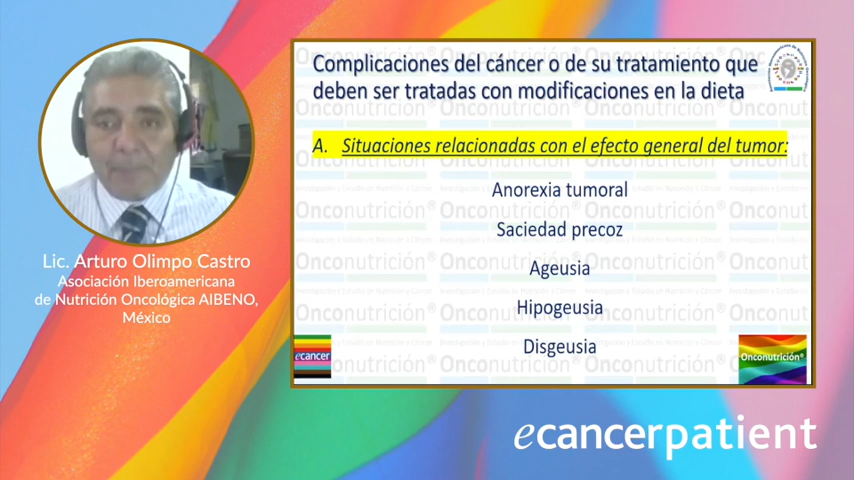 Lic. Arturo Olimpo Castro
Asociación Iberoamericana
de Nutrición Oncológica AIBENO,
México
Complicaciones del cáncer o de su tratamiento que
deben ser tratadas con modificaciones en la dieta
A. Situaciones relacionadas con el efecto general del tumor:
Anorexia tumoral
Saciedad precoz
Ageusia
Hipogeusia
Disgeusia
ecancer
Onconutrición®
ecancerpatient